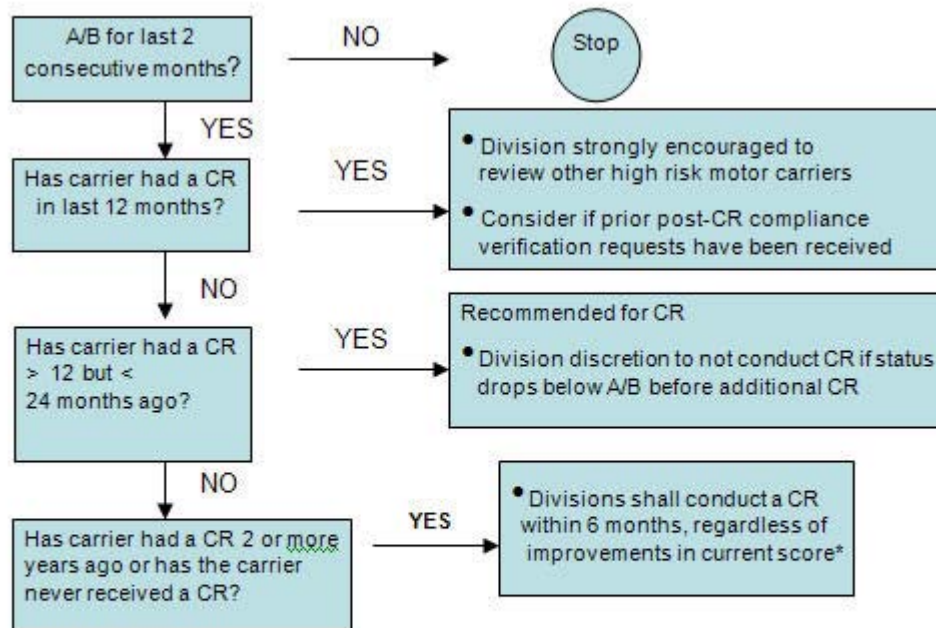 A/B for last 2
consecutive months?
NO
Stop
YES
Has carrier had a CR
in last 12 months?
YES
• Division strongly encouraged to
review other high risk motor carriers
• Consider if prior post-CR compliance
verification requests have been received
NO
Has carrier had a CR
> 12 but <
24 months ago?
YES
Recommended for CR
• Division discretion to not conduct CR if status
drops below A/B before additional CR
NO
Has carrier had a CR 2 or more
years ago or has the carrier
never received a CR?
YES
• Divisions shall conduct a CR
within 6 months, regardless of
improvements in current score*